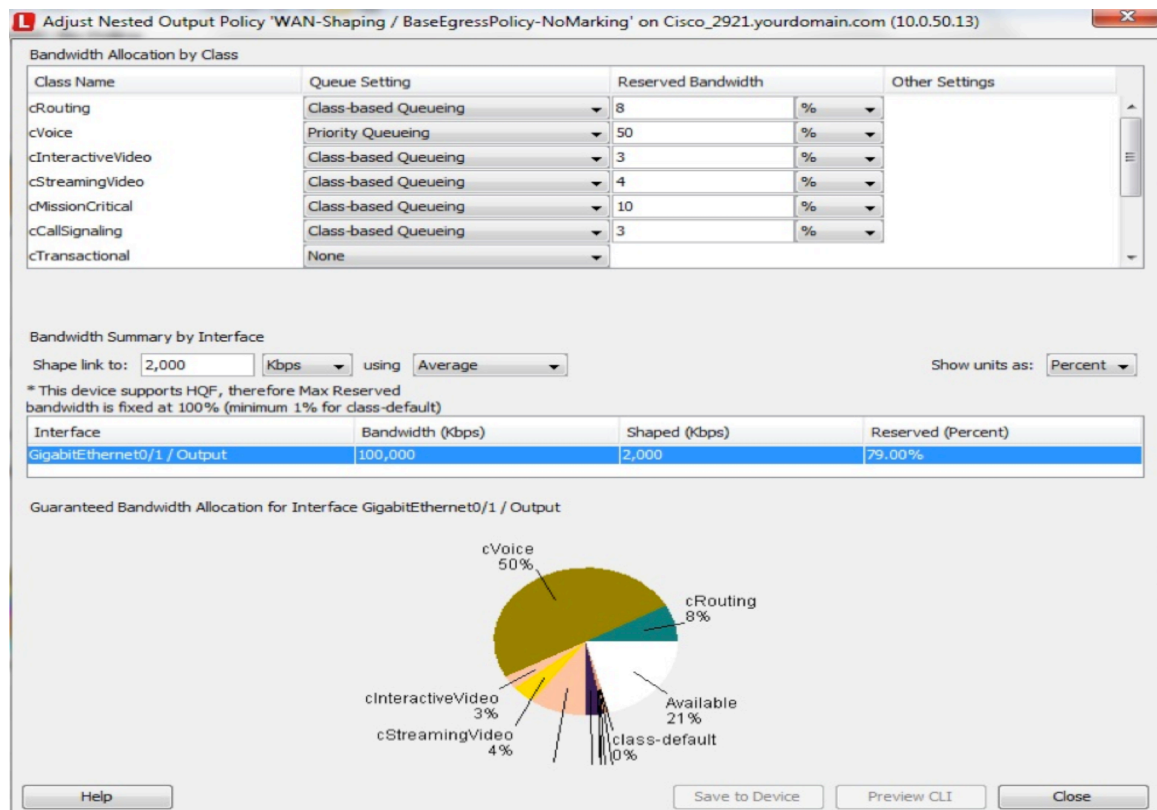 L Adjust Nested Output Policy 'WAN-Shaping / BaseEgressPolicy-NoMarking' on Cisco_2921.yourdomain.com (10.0.50.13)
Bandwidth Allocation by Class
Class Name Queue Setting Reserved Bandwidth Other Settings
cRouting Class-based Queueing 8 %
cVoice Priority Queueing 50 %
cInteractiveVideo Class-based Queueing 3 %
cStreamingVideo Class-based Queueing 4 %
cMissionCritical Class-based Queueing 10 %
cCallSignaling Class-based Queueing 3 %
cTransactional None
Bandwidth Summary by Interface
Shape link to: 2,000 Kbps using Average Show units as: Percent
* This device supports HQF, therefore Max Reserved
bandwidth is fixed at 100% (minimum 1% for class-default)
Interface Bandwidth (Kbps) Shaped (Kbps) Reserved (Percent)
GigabitEthernet0/1 / Output 100,000 2,000 79.00%
Guaranteed Bandwidth Allocation for Interface GigabitEthernet0/1 / Output
cVoice
50%
cRouting
8%
cInteractiveVideo
3%
cStreamingVideo
4%
Available
21%
class-default
0%
Help Save to Device Preview CLI Close